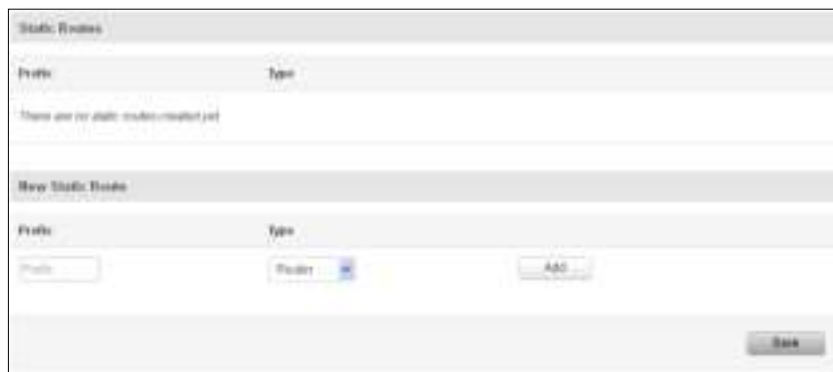 Static Routes
Prefix Type
There are no static routes created yet
New Static Route
Prefix Type
Prefix Router Add
Save